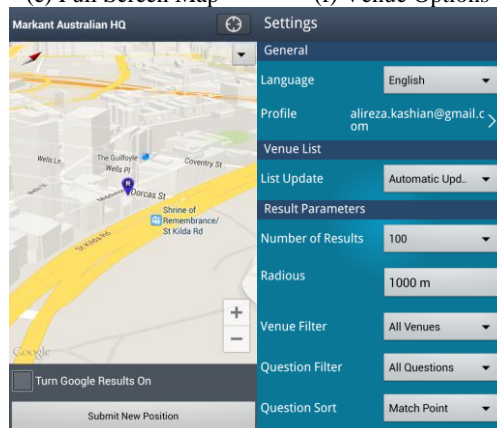 (e) Full Screen Map
(f) Venue Options
Markant Australian HQ
Wells Ln
The Guilfoyle
Wells Pl
Coventry St
R
Dorcas St
Shrine of
Remembrance/
St Kilda Rd
St Kilda Rd
+
−
Google
Turn Google Results On
Submit New Position
Settings
General
Language
English
Profile
alireza.kashian@gmail.c
om
Venue List
List Update
Automatic Upd..
Result Parameters
Number of Results
100
Radious
1000 m
Venue Filter
All Venues
Question Filter
All Questions
Question Sort
Match Point